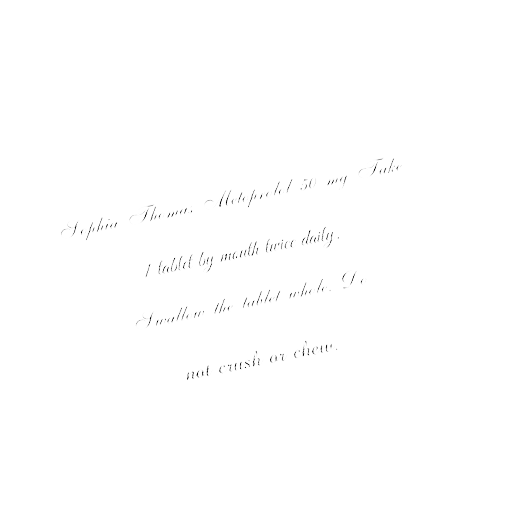 Sophia Thomas, Metoprolol 50 mg Take
1 tablet by mouth twice daily.
Swallow the tablet whole. Do
not crush or chew.